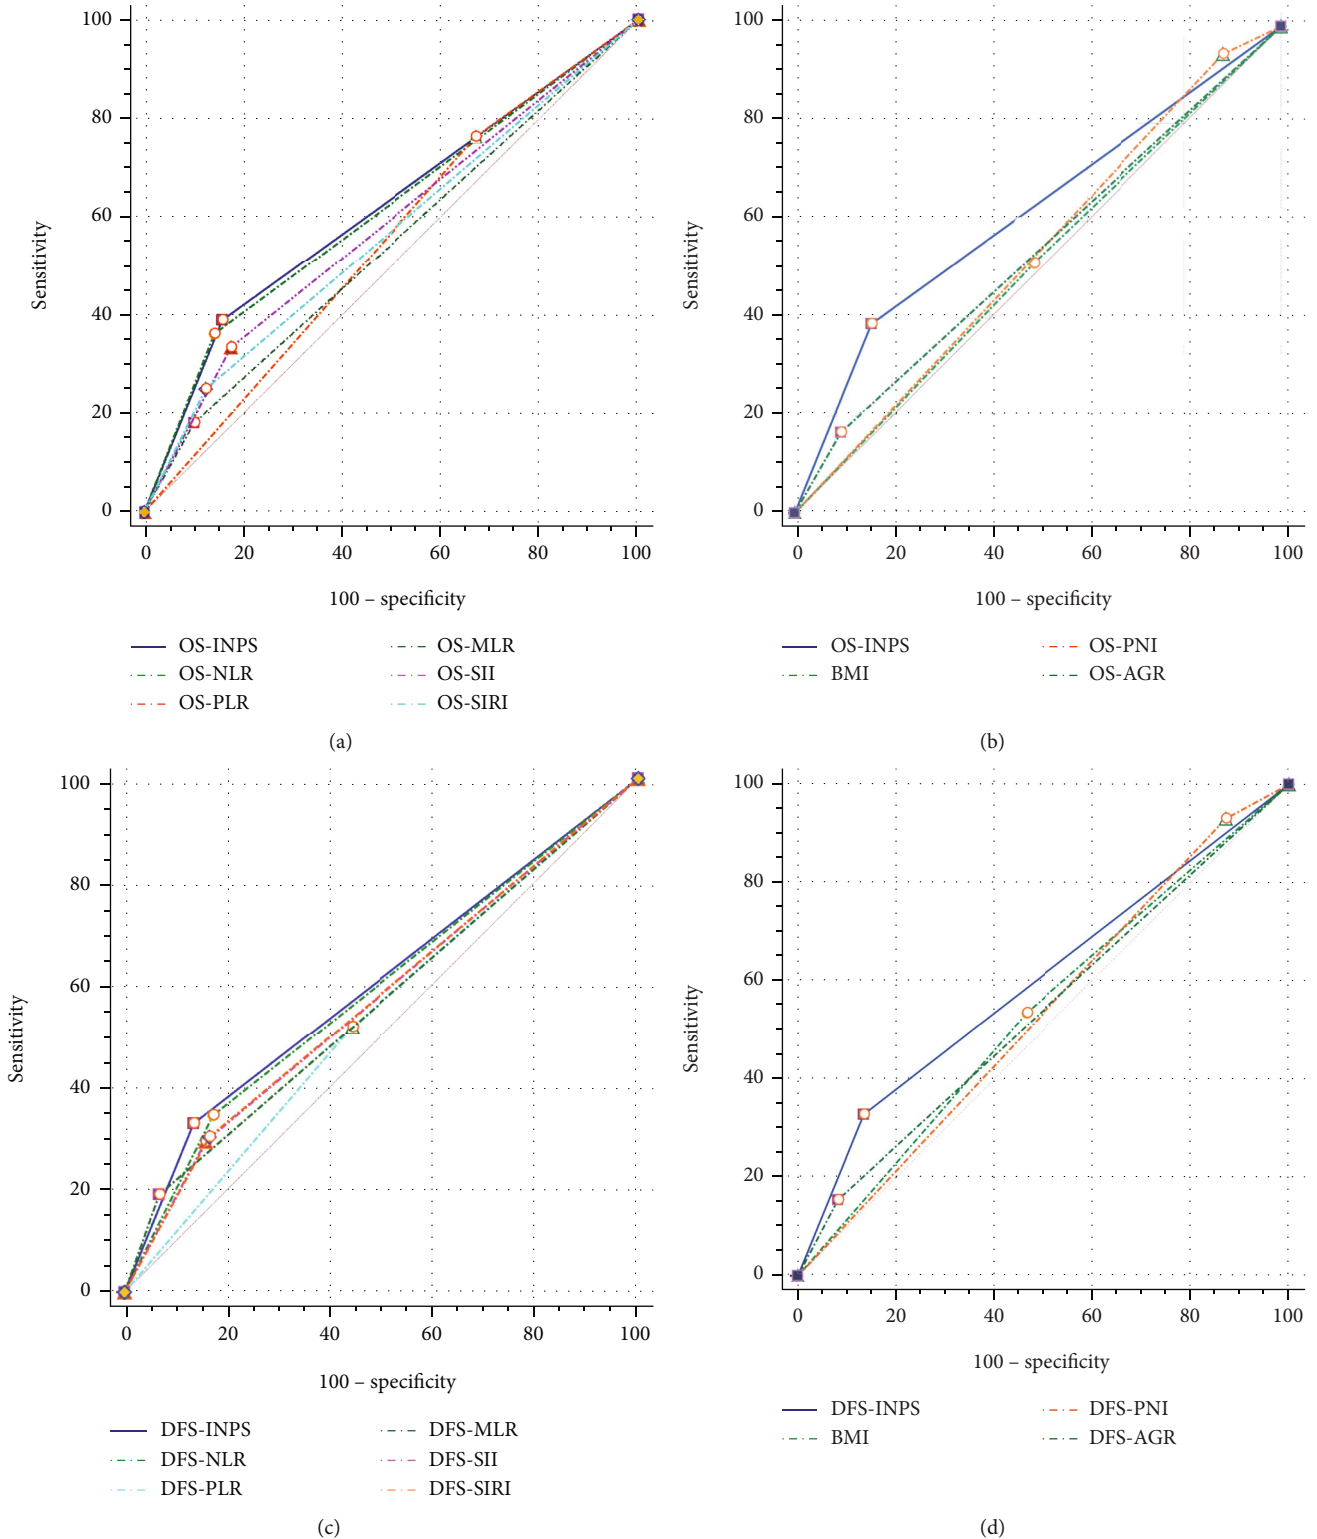 100
80
60
40
20
0
Sensitivity
0 20 40 60 80 100
100 – specificity
OS-INPS
OS-NLR
OS-PLR
OS-MLR
OS-SII
OS-SIRI
(a)
100
80
60
40
20
0
Sensitivity
0 20 40 60 80 100
100 – specificity
OS-INPS
BMI
OS-PNI
OS-AGR
(b)
100
80
60
40
20
0
Sensitivity
0 20 40 60 80 100
100 – specificity
DFS-INPS
DFS-NLR
DFS-PLR
DFS-MLR
DFS-SII
DFS-SIRI
(c)
100
80
60
40
20
0
Sensitivity
0 20 40 60 80 100
100 – specificity
DFS-INPS
BMI
DFS-PNI
DFS-AGR
(d)